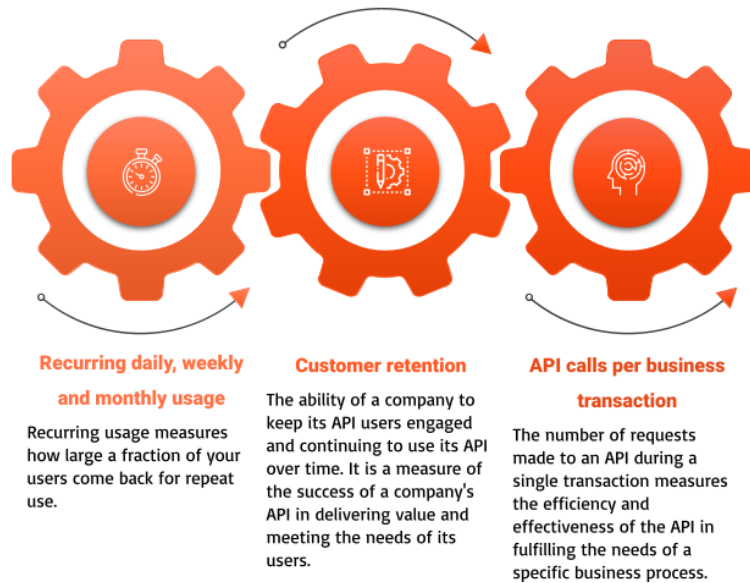 Recurring daily, weekly
and monthly usage
Recurring usage measures
how large a fraction of your
users come back for repeat
use.
Customer retention
The ability of a company to
keep its API users engaged
and continuing to use its API
over time. It is a measure of
the success of a company's
API in delivering value and
meeting the needs of its
users.
API calls per business
transaction
The number of requests
made to an API during a
single transaction measures
the efficiency and
effectiveness of the API in
fulfilling the needs of a
specific business process.